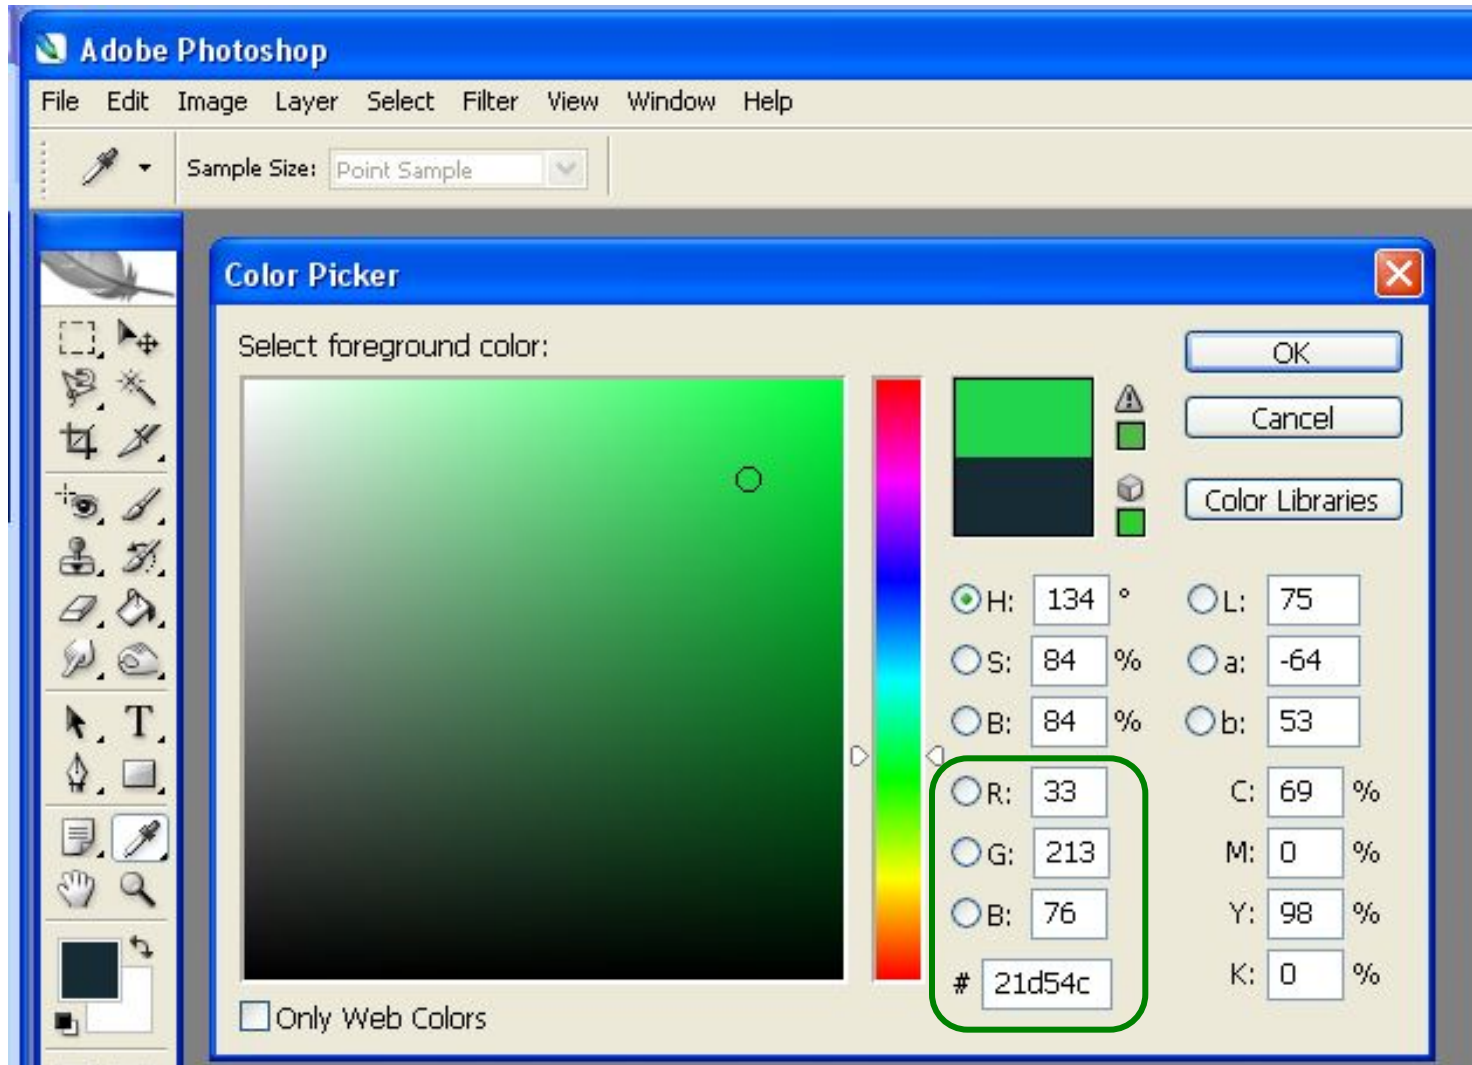 Adobe Photoshop
File Edit Image Layer Select Filter View Window Help
Sample Size: Point Sample
Color Picker
Select foreground color:
OK
Cancel
Color Libraries
H: 134 ° L: 75
S: 84 % a: -64
B: 84 % b: 53
R: 33 C: 69 %
G: 213 M: 0 %
B: 76 Y: 98 %
# 21d54c K: 0 %
Only Web Colors
T